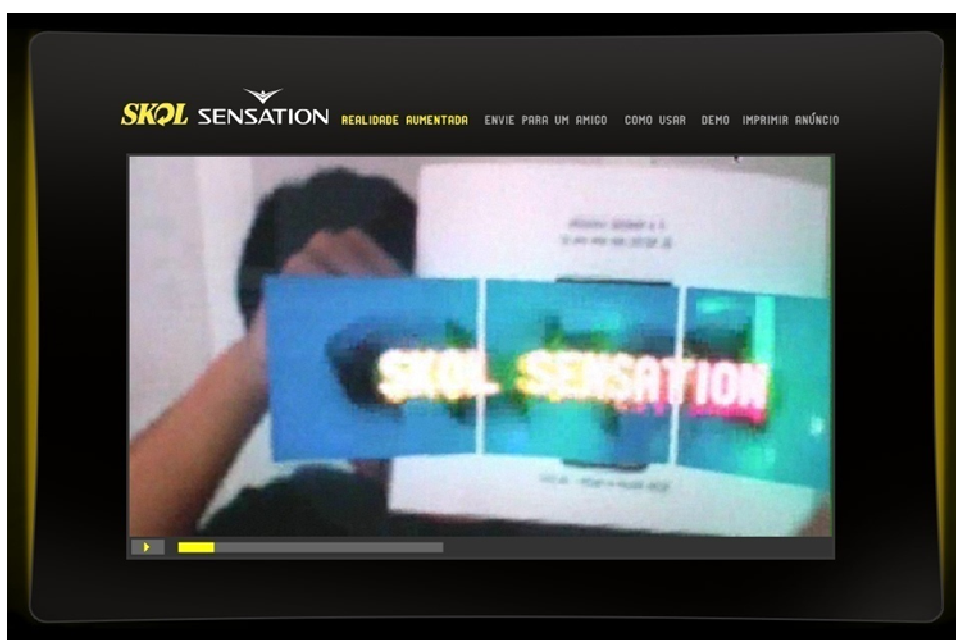 SKOL SENSATION REALIDADE AUMENTADA ENVIE PARA UM AMIGO COMO USAR DEMO IMPRIMIR ANÚNCIO
SKOL SENSATION